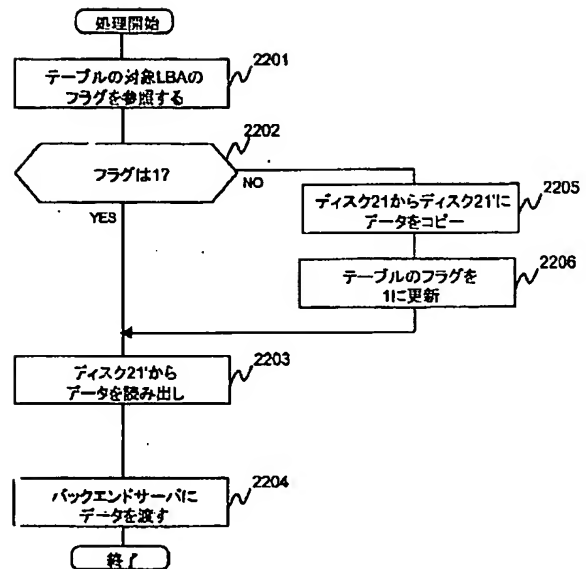 処理開始
テーブルの対象LBAの
フラグを参照する
2201
フラグは1?
2202
NO
YES
ディスク21からディスク21'に
データをコピー
2205
テーブルのフラグを
1に更新
2206
ディスク21'から
データを読み出し
2203
バックエンドサーバに
データを渡す
2204
終了